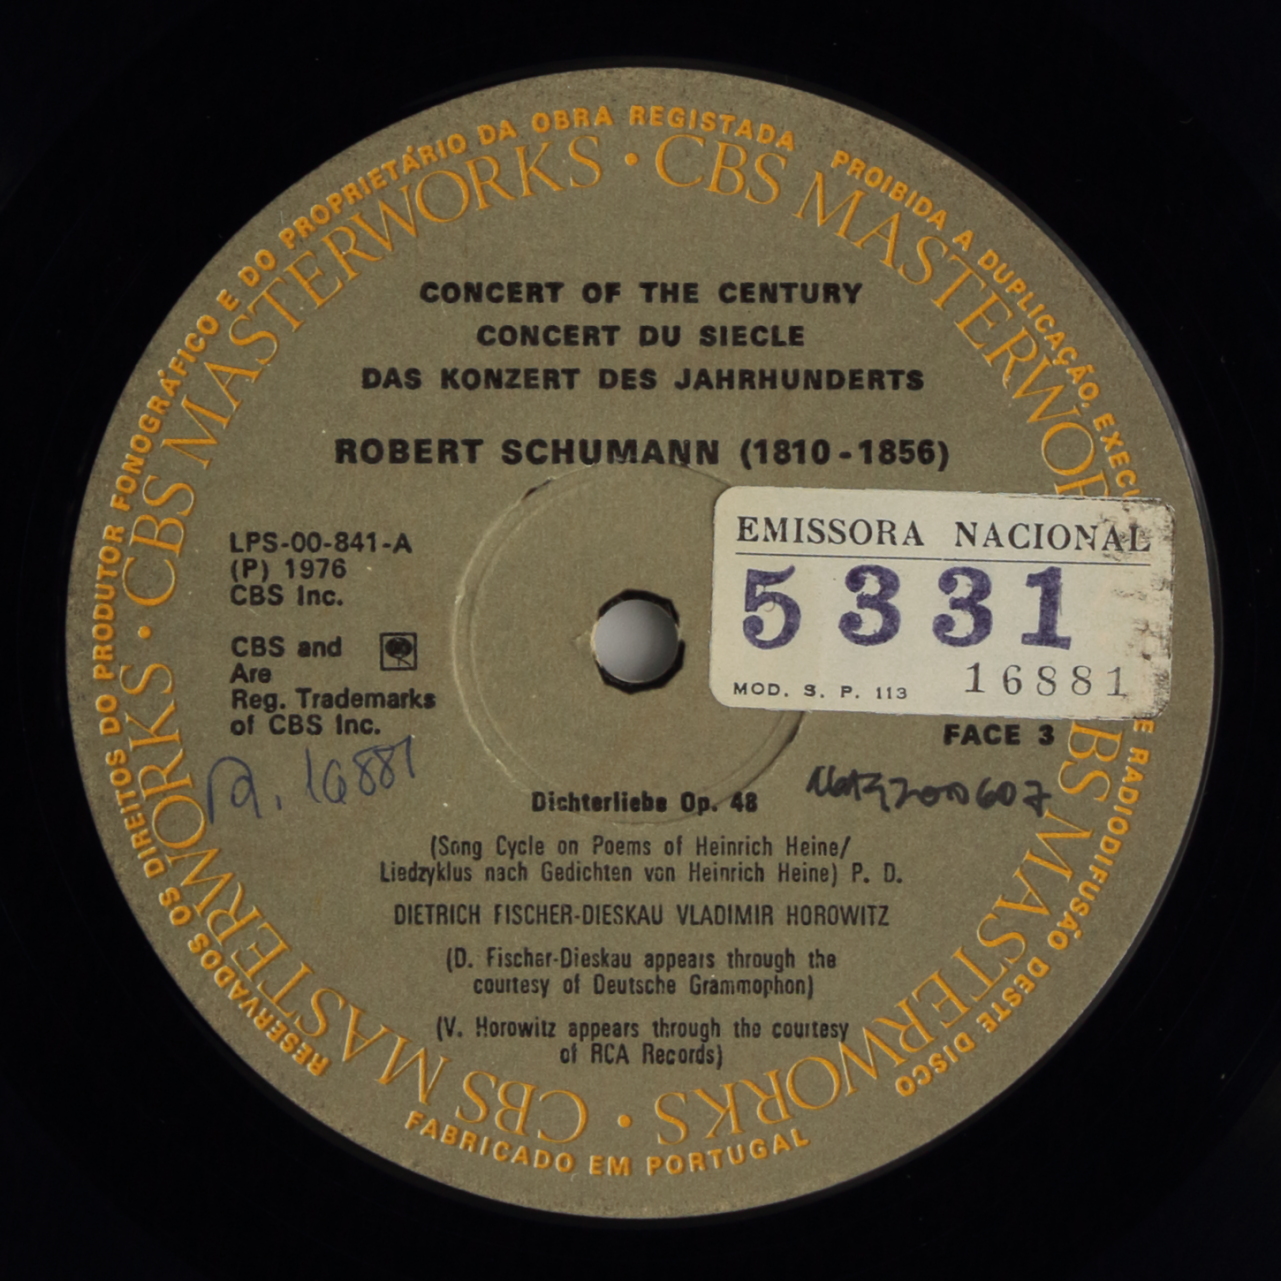 RESERVADOS OS DIREITOS DO PRODUTOR FONOGRÁFICO E DO PROPRIETÁRIO DA OBRA REGISTADA PROIBIDA A DUPLICAÇÃO, EXECU E RADIODIFUSÃO DESTE DISCO
CBS MASTERWORKS · CBS MASTERWORKS · CBS MASTERWORKS · CBS MASTERWORKS ·
CONCERT OF THE CENTURY
CONCERT DU SIECLE
DAS KONZERT DES JAHRHUNDERTS
ROBERT SCHUMANN (1810-1856)
LPS-00-841-A
(P) 1976
CBS Inc.
CBS and
Are
Reg. Trademarks
of CBS Inc.
R. 16881
EMISSORA NACIONAL
5331
16881
MOD. S. P. 113
FACE 3
Dichterliebe Op. 48
(Song Cycle on Poems of Heinrich Heine/
Liedzyklus nach Gedichten von Heinrich Heine) P. D.
DIETRICH FISCHER-DIESKAU VLADIMIR HOROWITZ
(D. Fischer-Dieskau appears through the
courtesy of Deutsche Grammophon)
(V. Horowitz appears through the courtesy
of RCA Records)
FABRICADO EM PORTUGAL